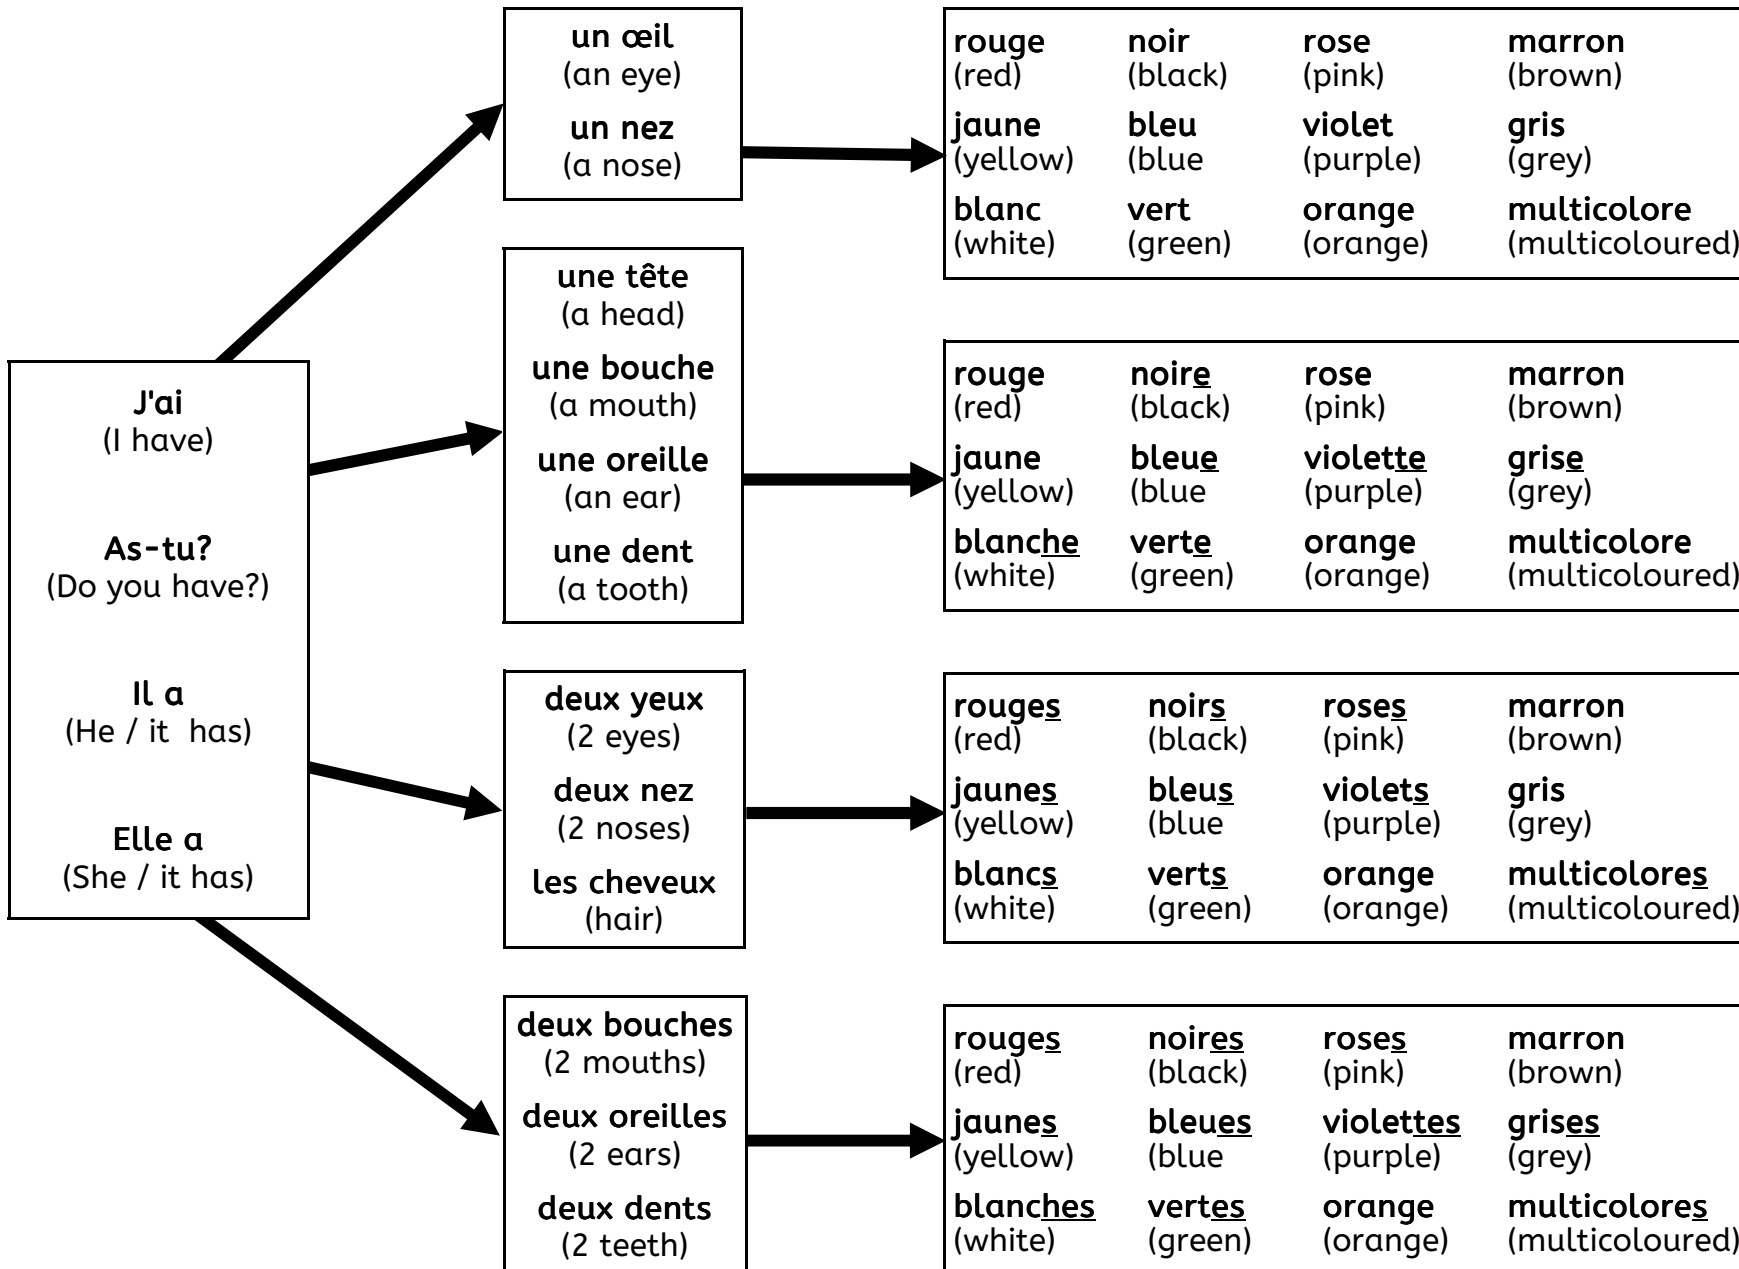 J'ai
(I have)
As-tu?
(Do you have?)
Il a
(He / it  has)
Elle a
(She / it has)
un œil
(an eye)
un nez
(a nose)
rouge noir rose marron
(red) (black) (pink) (brown)
jaune bleu violet gris
(yellow) (blue (purple) (grey)
blanc vert orange multicolore
(white) (green) (orange) (multicoloured)
une tête
(a head)
une bouche
(a mouth)
une oreille
(an ear)
une dent
(a tooth)
rouge noire rose marron
(red) (black) (pink) (brown)
jaune bleue violette grise
(yellow) (blue (purple) (grey)
blanche verte orange multicolore
(white) (green) (orange) (multicoloured)
deux yeux
(2 eyes)
deux nez
(2 noses)
les cheveux
(hair)
rouges noirs roses marron
(red) (black) (pink) (brown)
jaunes bleus violets gris
(yellow) (blue (purple) (grey)
blancs verts orange multicolores
(white) (green) (orange) (multicoloured)
deux bouches
(2 mouths)
deux oreilles
(2 ears)
deux dents
(2 teeth)
rouges noires roses marron
(red) (black) (pink) (brown)
jaunes bleues violettes grises
(yellow) (blue (purple) (grey)
blanches vertes orange multicolores
(white) (green) (orange) (multicoloured)